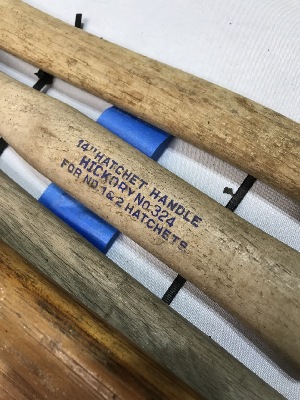 14" HATCHET HANDLE
HICKORY NO. 324
FOR NO 1 & 2 HATCHETS